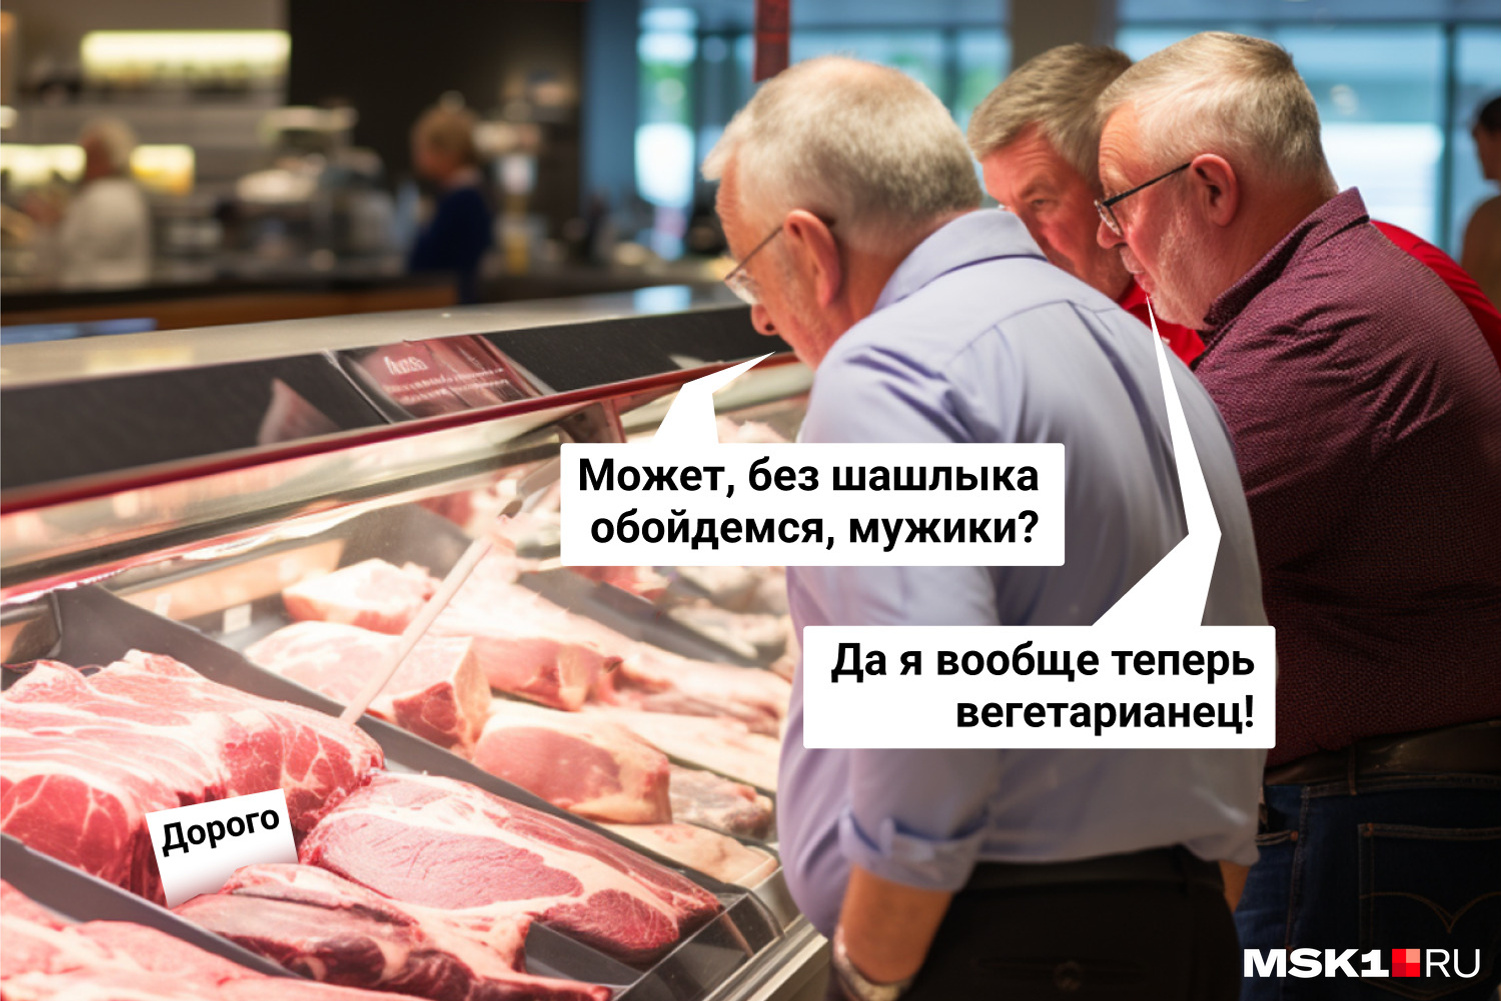 Может, без шашлыка
обойдемся, мужики?
Да я вообще теперь
вегетарианец!
Дорого
MSK1.RU